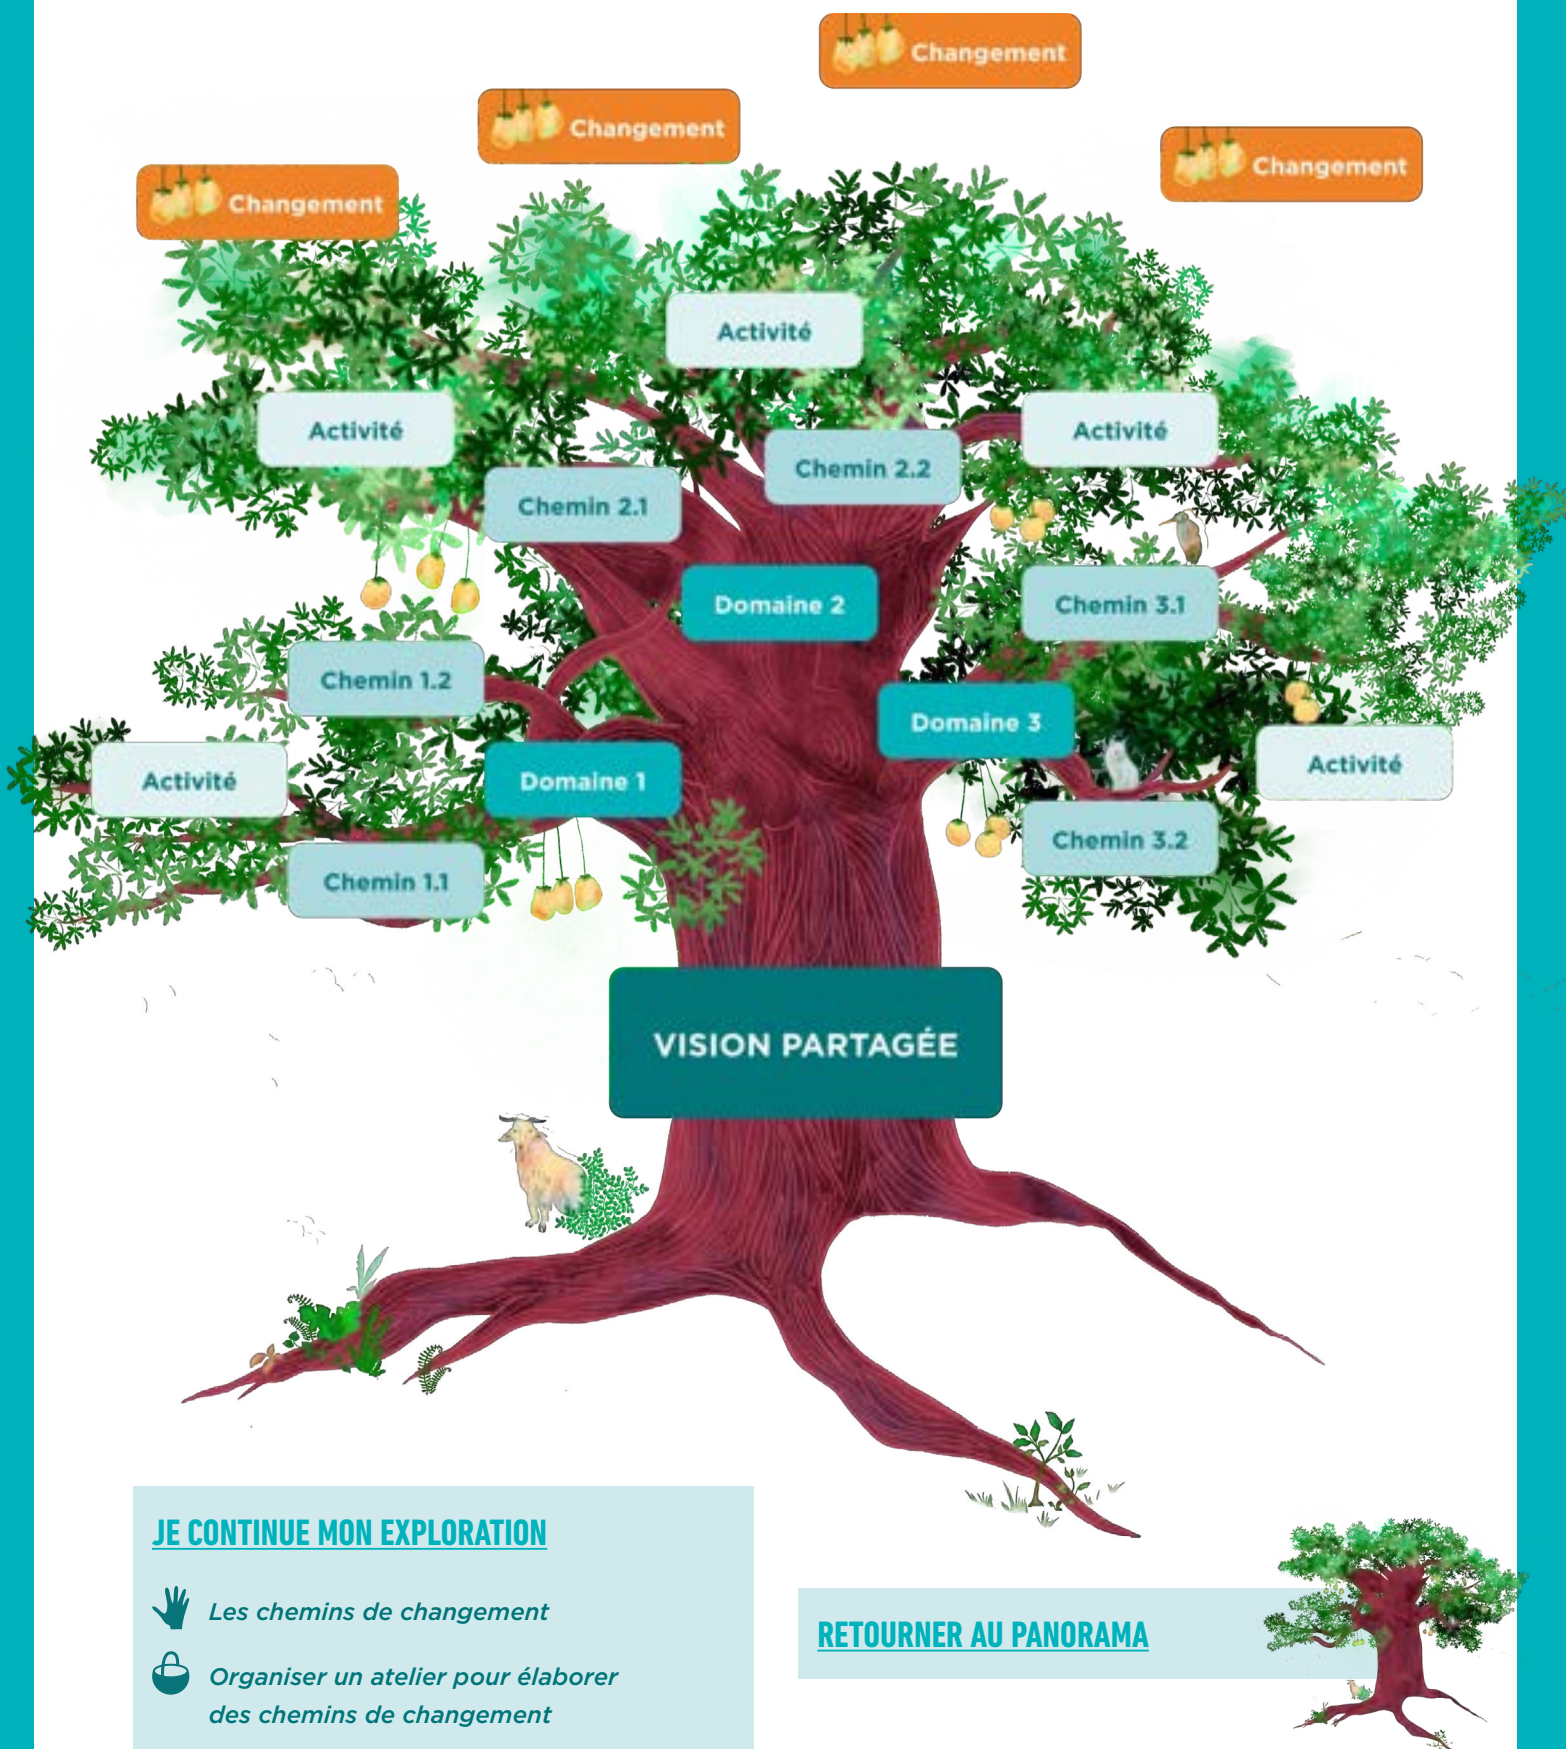 Changement
Changement
Changement
Changement
Activité
Activité
Activité
Chemin 2.2
Chemin 2.1
Domaine 2
Chemin 3.1
Chemin 1.2
Domaine 3
Activité
Domaine 1
Activité
Chemin 3.2
Chemin 1.1
VISION PARTAGÉE
JE CONTINUE MON EXPLORATION
Les chemins de changement
Organiser un atelier pour élaborer
des chemins de changement
RETOURNER AU PANORAMA